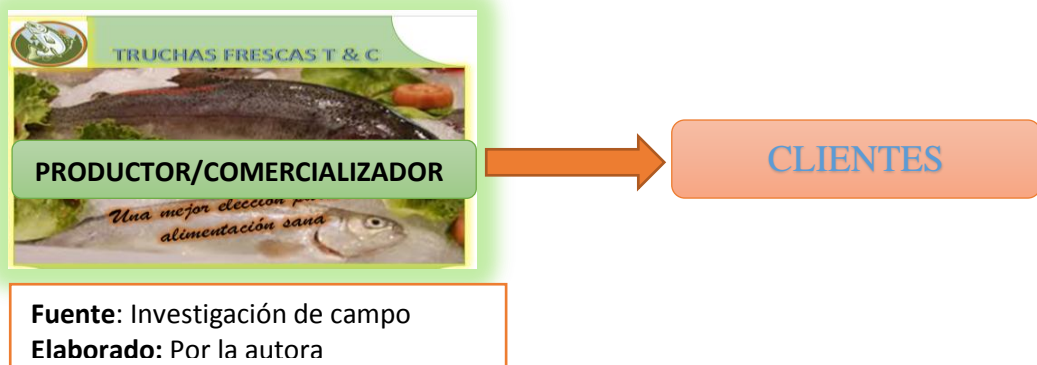 TRUCHAS FRESCAS T & C
PRODUCTOR/COMERCIALIZADOR
CLIENTES
Una mejor elección
alimentación sana
Fuente: Investigación de campo
Elaborado: Por la autora